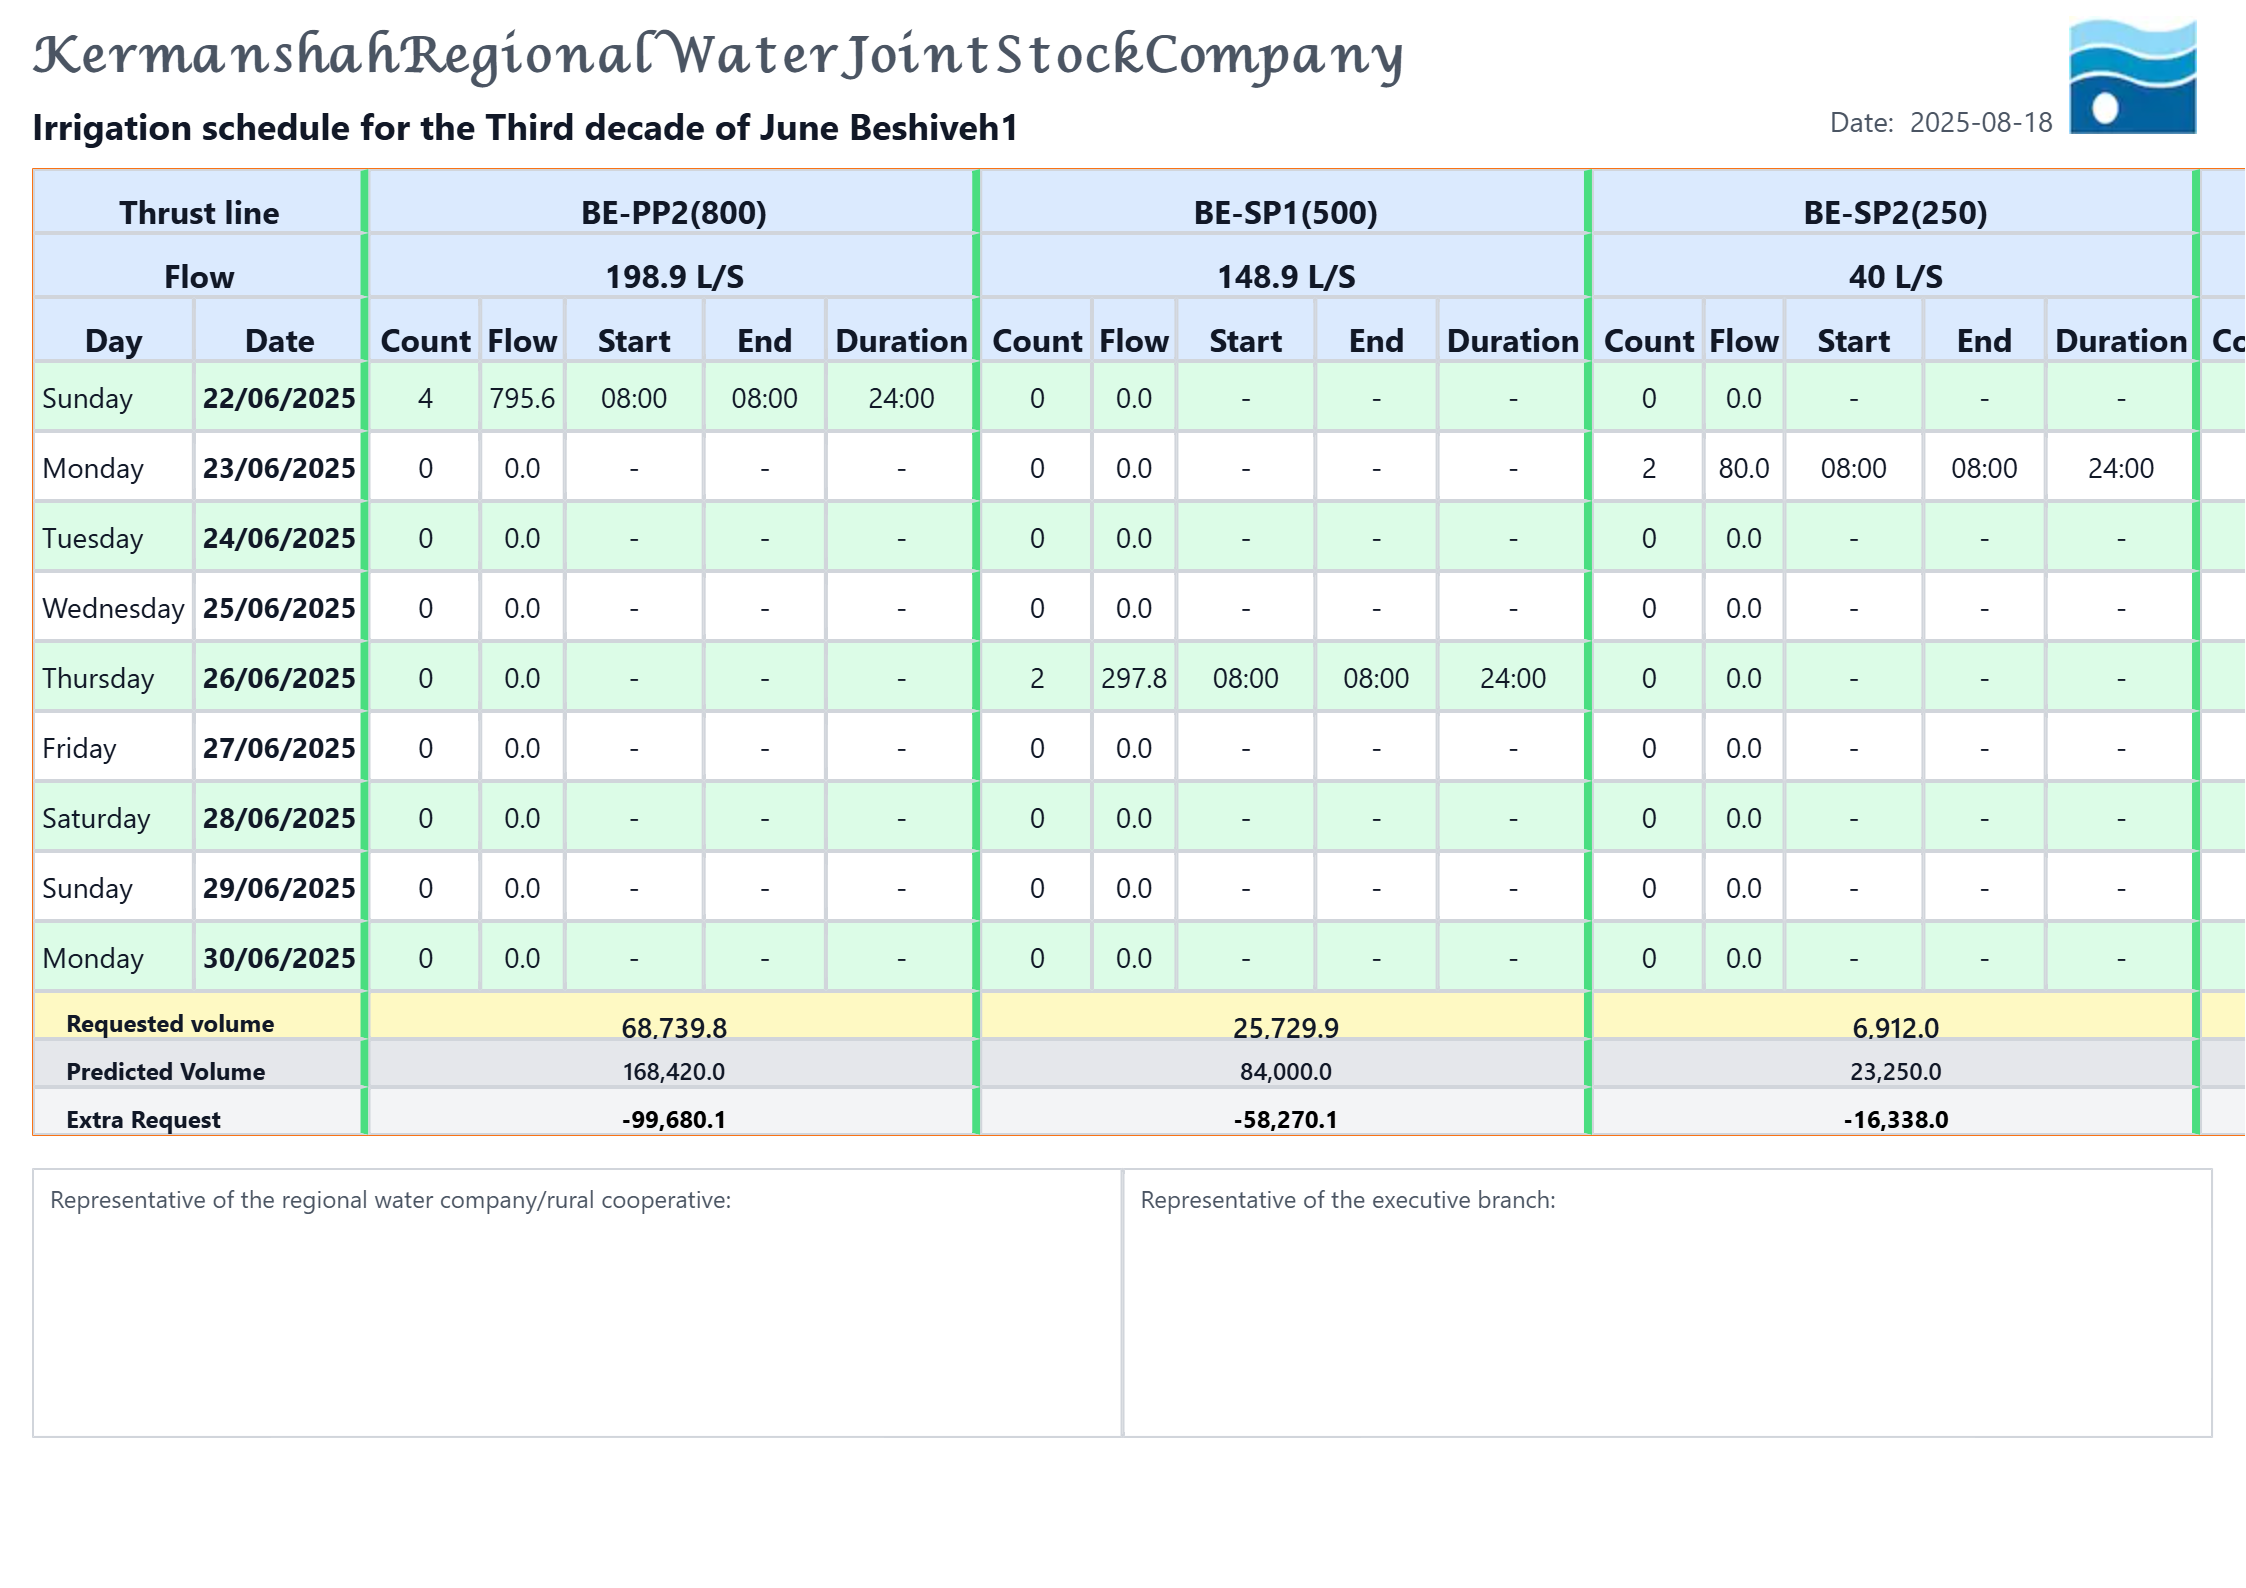 KermanshahRegionalWaterJointStockCompany
Irrigation schedule for the Third decade of June Beshiveh1
Date: 2025-08-18
Thrust line BE-PP2(800) BE-SP1(500) BE-SP2(250)
Flow 198.9 L/S 148.9 L/S 40 L/S
Day Date Count Flow Start End Duration Count Flow Start End Duration Count Flow Start End Duration Co
Sunday 22/06/2025 4 795.6 08:00 08:00 24:00 0 0.0 - - - 0 0.0 - - -
Monday 23/06/2025 0 0.0 - - - 0 0.0 - - - 2 80.0 08:00 08:00 24:00
Tuesday 24/06/2025 0 0.0 - - - 0 0.0 - - - 0 0.0 - - -
Wednesday 25/06/2025 0 0.0 - - - 0 0.0 - - - 0 0.0 - - -
Thursday 26/06/2025 0 0.0 - - - 2 297.8 08:00 08:00 24:00 0 0.0 - - -
Friday 27/06/2025 0 0.0 - - - 0 0.0 - - - 0 0.0 - - -
Saturday 28/06/2025 0 0.0 - - - 0 0.0 - - - 0 0.0 - - -
Sunday 29/06/2025 0 0.0 - - - 0 0.0 - - - 0 0.0 - - -
Monday 30/06/2025 0 0.0 - - - 0 0.0 - - - 0 0.0 - - -
Requested volume 68,739.8 25,729.9 6,912.0
Predicted Volume 168,420.0 84,000.0 23,250.0
Extra Request -99,680.1 -58,270.1 -16,338.0
Representative of the regional water company/rural cooperative:
Representative of the executive branch: